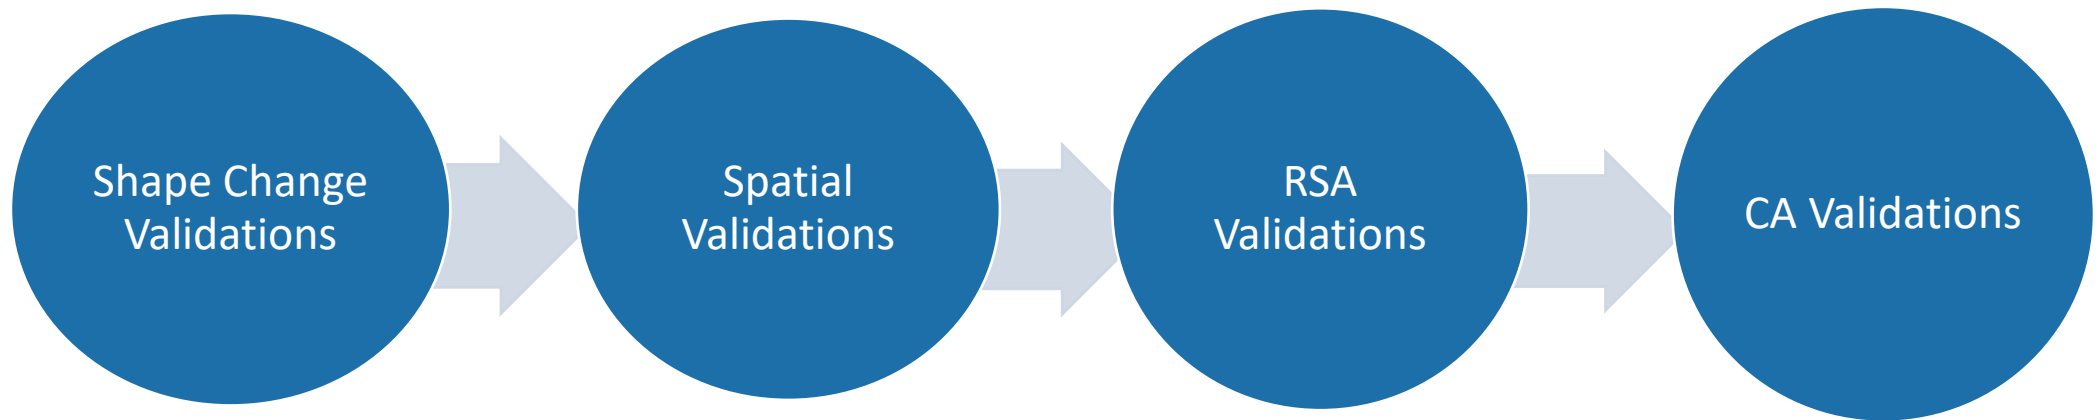 Shape Change
Validations
Spatial
Validations
RSA
Validations
CA Validations